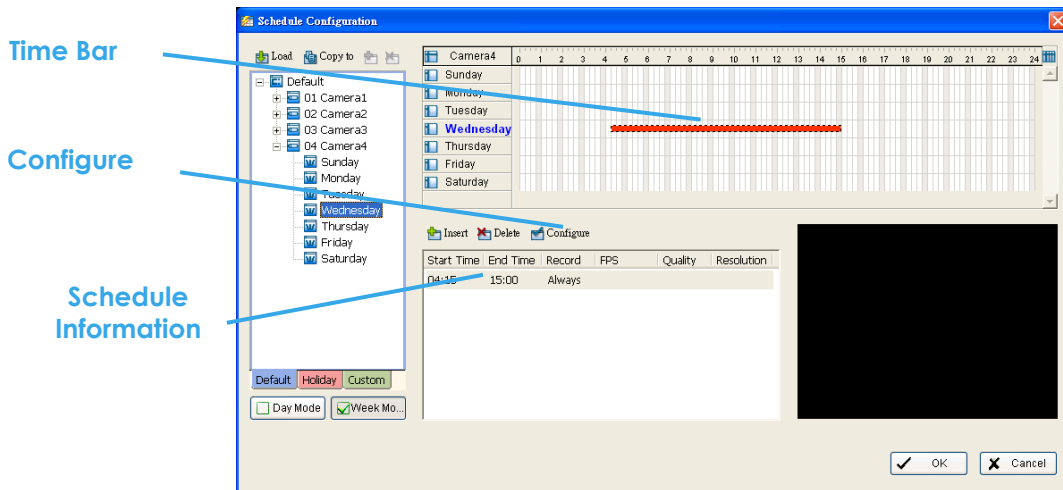 Schedule Configuration
Time Bar
Load Copy to
Camera4 0 1 2 3 4 5 6 7 8 9 10 11 12 13 14 15 16 17 18 19 20 21 22 23 24
Sunday
Monday
Tuesday
Wednesday
Thursday
Friday
Saturday
Default
01 Camera1
02 Camera2
03 Camera3
04 Camera4
Sunday
Monday
Tuesday
Wednesday
Thursday
Friday
Saturday
Configure
Insert Delete Configure
Start Time End Time Record FPS Quality Resolution
04:15 15:00 Always
Schedule
Information
Default Holiday Custom
Day Mode Week Mo...
OK Cancel